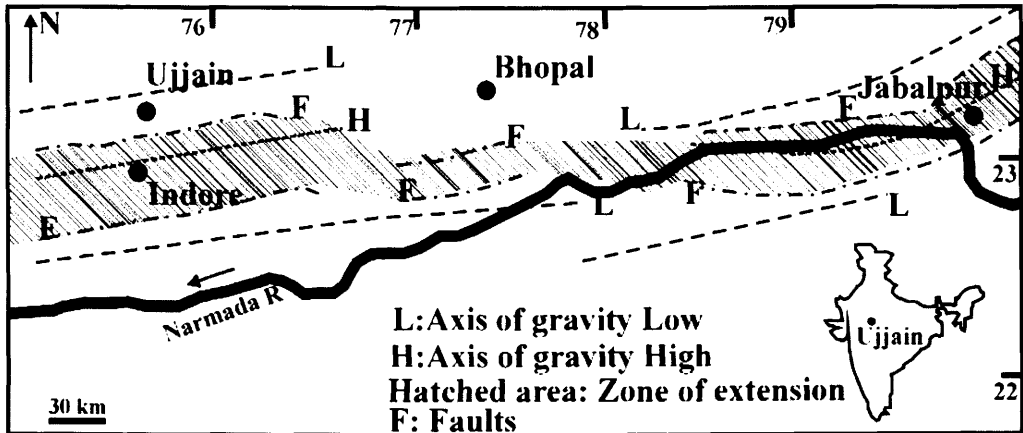 N
76
77
78
79
L
Ujjain
Bhopal
H
Jabalpur
F
H
F
L
F
23
Indore
F
F
L
L
F
Narmada R
L:Axis of gravity Low
H:Axis of gravity High
Hatched area: Zone of extension
F: Faults
Ujjain
22
30 km